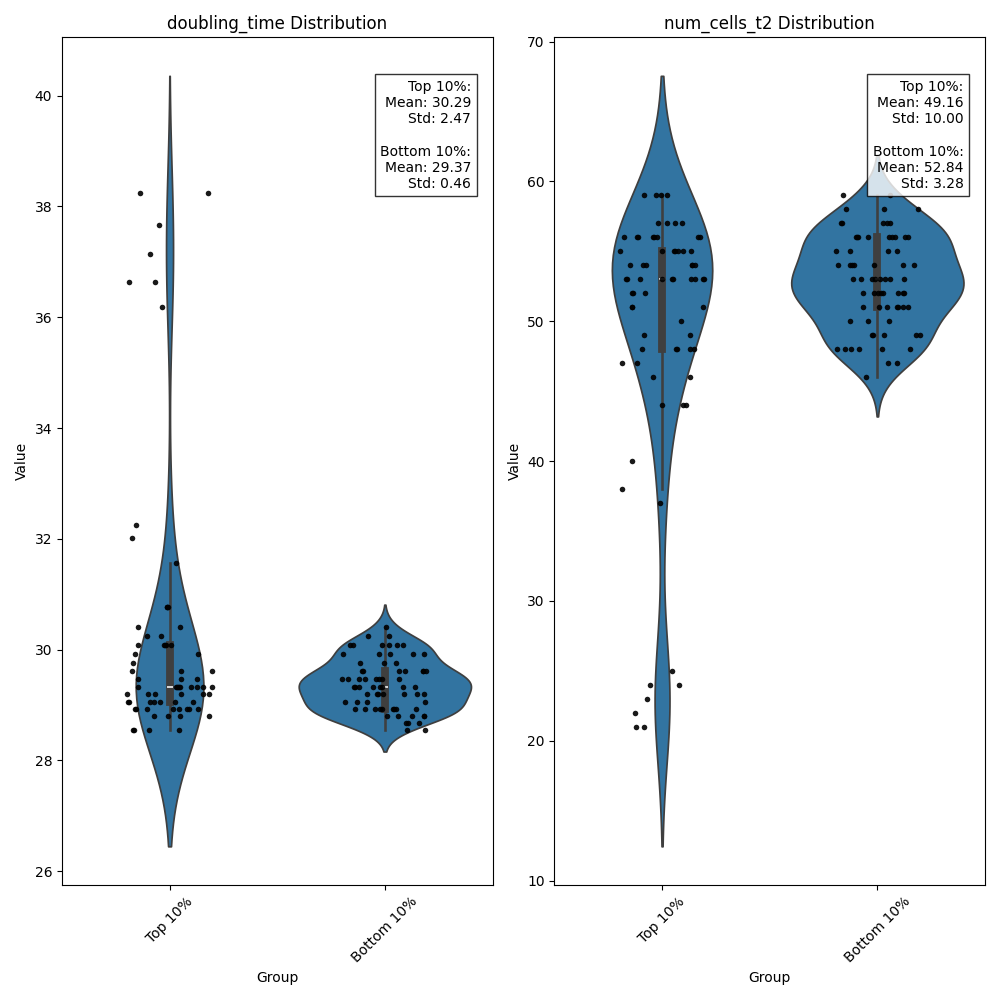 doubling_time Distribution
Value
40
38
36
34
32
30
28
26
Top 10%:
Mean: 30.29
Std: 2.47
Bottom 10%:
Mean: 29.37
Std: 0.46
Top 10%
Bottom 10%
Group
num_cells_t2 Distribution
Value
70
60
50
40
30
20
10
Top 10%:
Mean: 49.16
Std: 10.00
Bottom 10%:
Mean: 52.84
Std: 3.28
Top 10%
Bottom 10%
Group